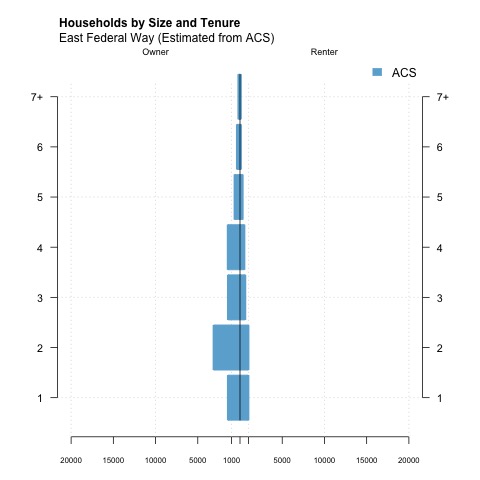 Households by Size and Tenure
East Federal Way (Estimated from ACS)
Owner Renter
ACS
7+ 7+
6 6
5 5
4 4
3 3
2 2
1 1
20000 15000 10000 5000 1000 5000 10000 15000 20000